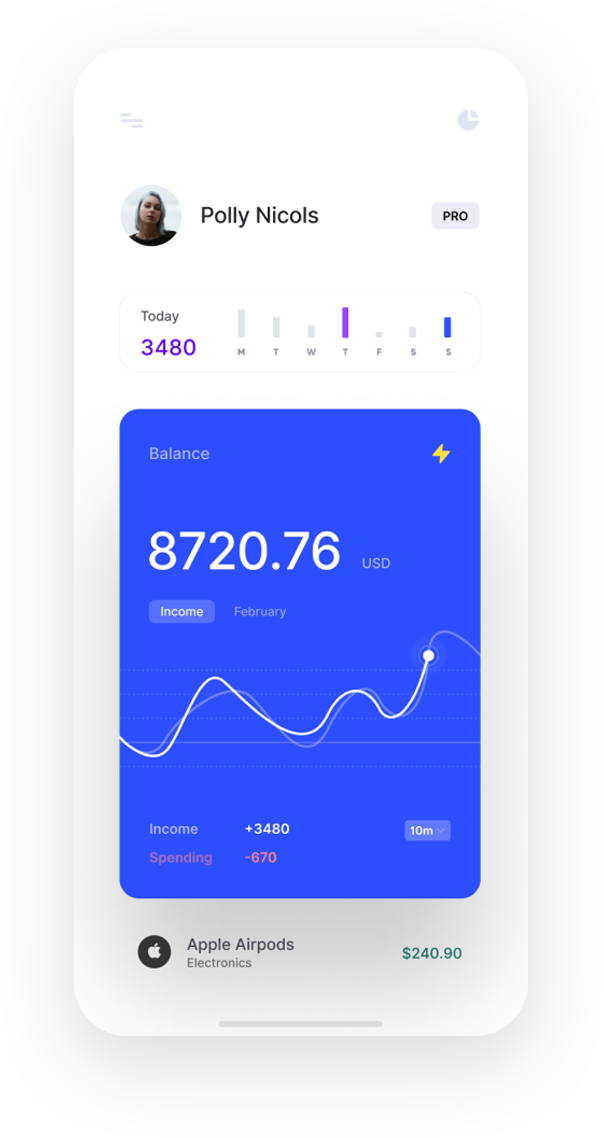 Polly Nicols
PRO
Today
3480
M T W T F S S
Balance
8720.76 USD
Income February
Income +3480
10m
Spending -670
Apple Airpods
Electronics
$240.90